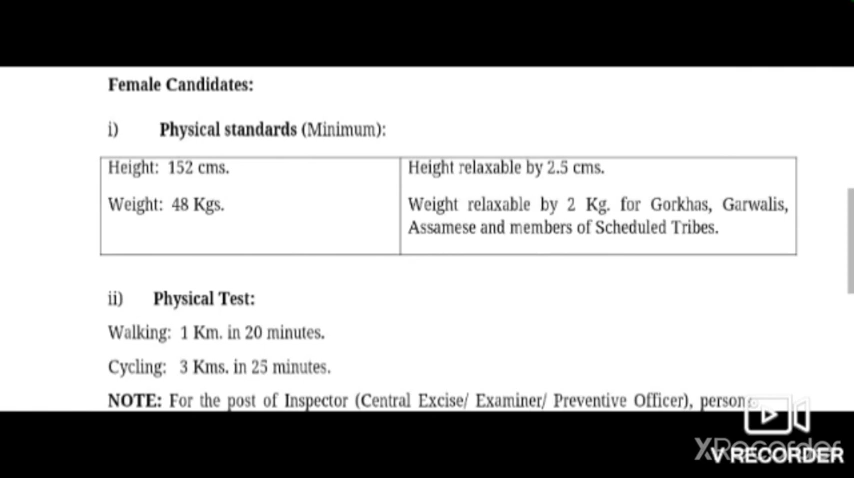 Female Candidates:
i) Physical standards (Minimum):
Height: 152 cms.
Weight: 48 Kgs.
Height relaxable by 2.5 cms.
Weight relaxable by 2 Kg. for Gorkhas, Garwalis,
Assamese and members of Scheduled Tribes.
ii) Physical Test:
Walking: 1 Km. in 20 minutes.
Cycling: 3 Kms. in 25 minutes.
NOTE: For the post of Inspector (Central Excise/ Examiner/ Preventive Officer),
XRecorder
V RECORDER